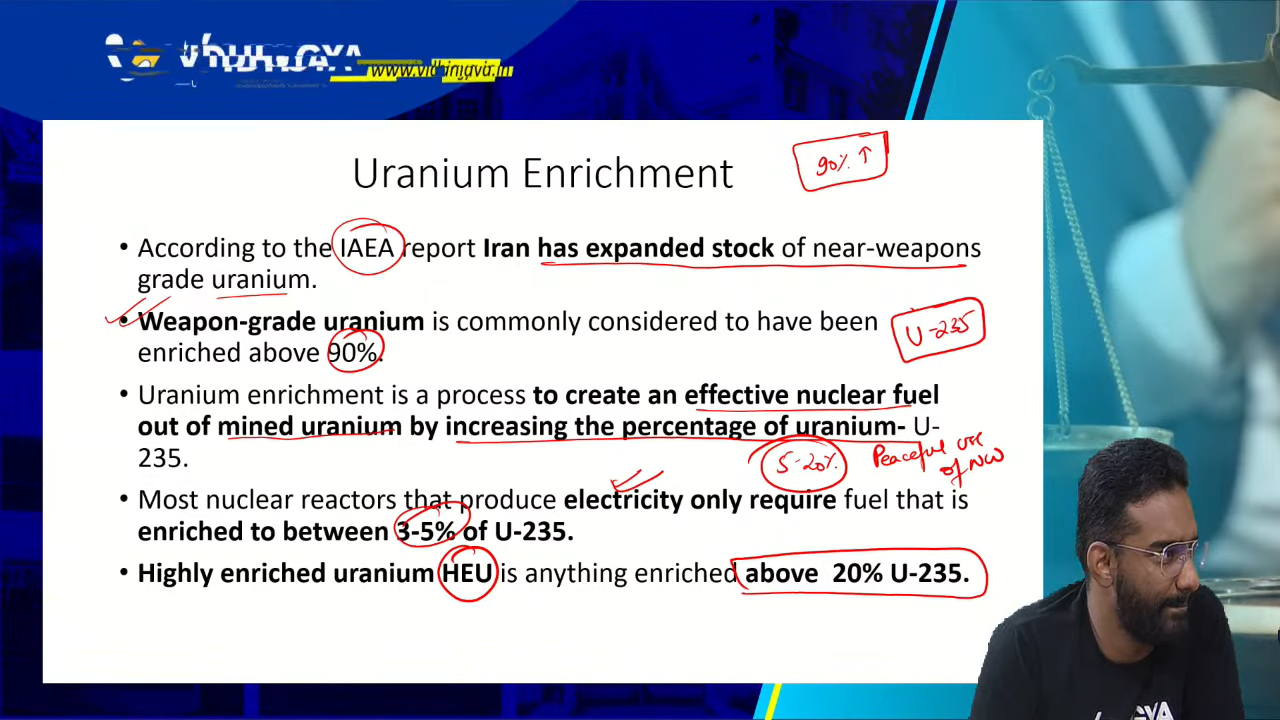 www.vidhigya.in
Uranium Enrichment
90% ↑
• According to the IAEA report Iran has expanded stock of near-weapons
grade uranium.
• Weapon-grade uranium is commonly considered to have been
enriched above 90%.
U-235
• Uranium enrichment is a process to create an effective nuclear fuel
out of mined uranium by increasing the percentage of uranium- U-
235.
5-20%
Peaceful use
of NW
• Most nuclear reactors that produce electricity only require fuel that is
enriched to between 3-5% of U-235.
• Highly enriched uranium HEU is anything enriched above 20% U-235.